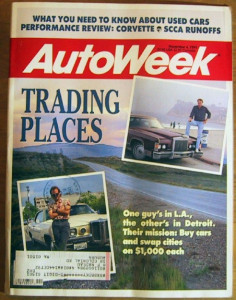 WHAT YOU NEED TO KNOW ABOUT USED CARS
PERFORMANCE REVIEW: CORVETTE • SCCA RUNOFFS
AutoWeek
TRADING
PLACES
One guy's in L.A.,
the other's in Detroit.
Their mission: Buy cars
and swap cities
on $1,000 each